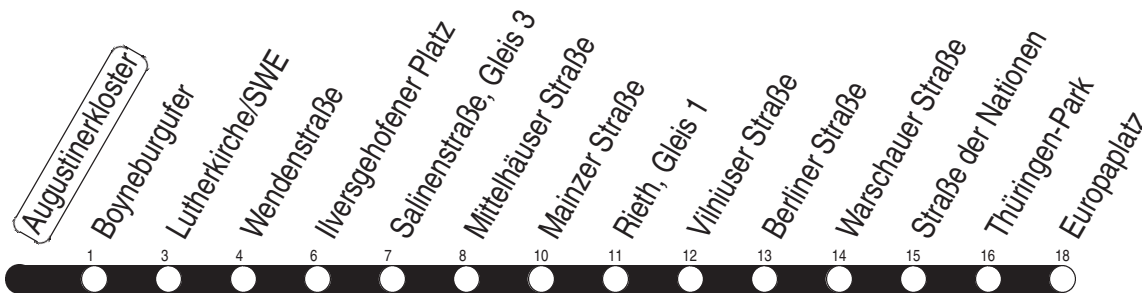 Augustinerkloster
Boyneburgufer
Lutherkirche/SWE
Wendenstraße
Ilversgehofener Platz
Salinenstraße, Gleis 3
Mittelhäuser Straße
Mainzer Straße
Rieth, Gleis 1
Vilniuser Straße
Berliner Straße
Warschauer Straße
Straße der Nationen
Thüringen-Park
Europaplatz
1 3 4 6 7 8 10 11 12 13 14 15 16 18